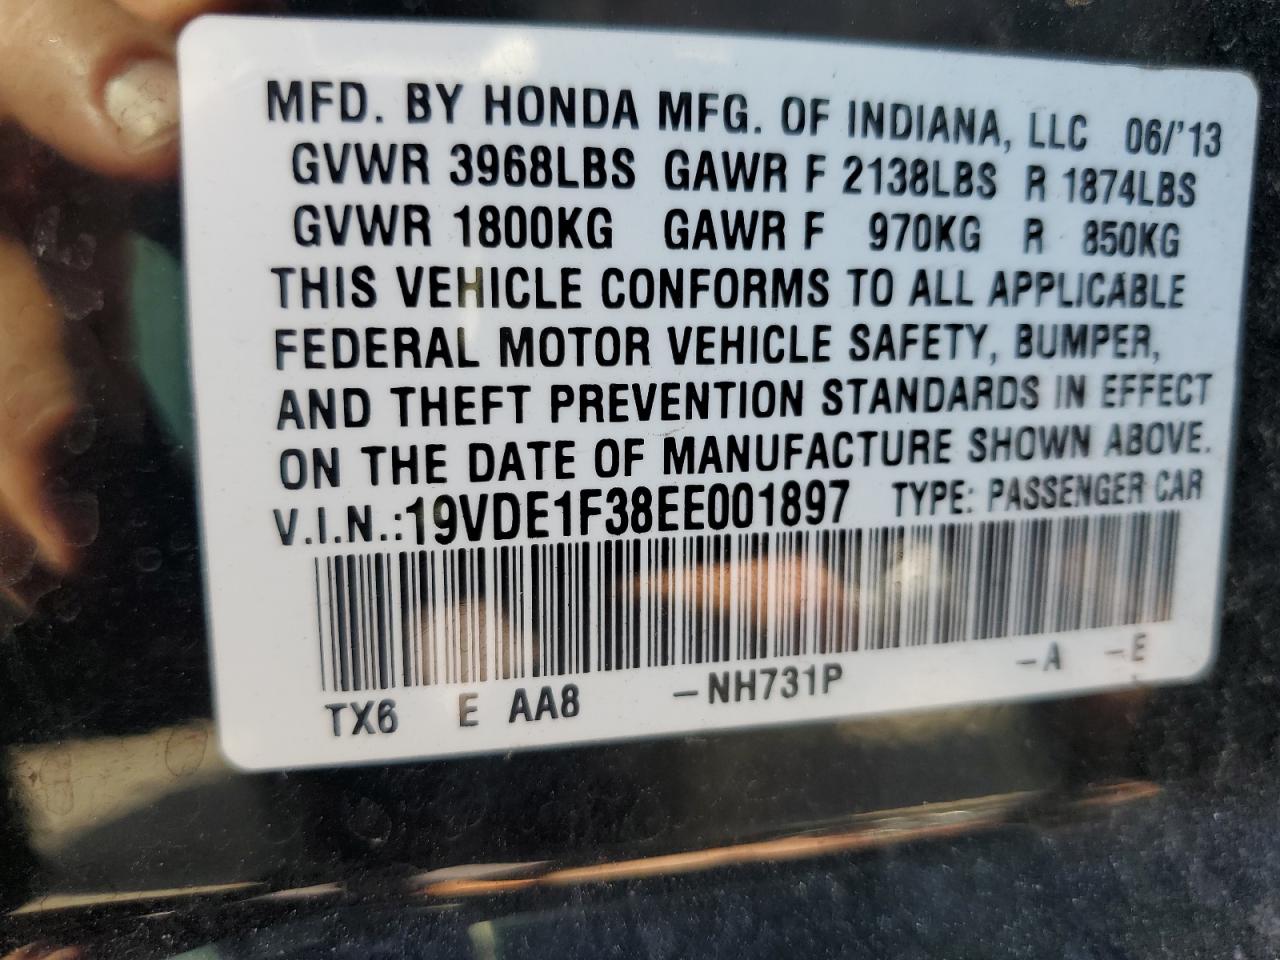 MFD. BY HONDA MFG. OF INDIANA, LLC 06/'13
GVWR 3968LBS GAWR F 2138LBS R 1874LBS
GVWR 1800KG GAWR F 970KG R 850KG
THIS VEHICLE CONFORMS TO ALL APPLICABLE
FEDERAL MOTOR VEHICLE SAFETY, BUMPER,
AND THEFT PREVENTION STANDARDS IN EFFECT
ON THE DATE OF MANUFACTURE SHOWN ABOVE.
V.I.N.:19VDE1F38EE001897 TYPE: PASSENGER CAR
TX6 E AA8 –NH731P –A –E